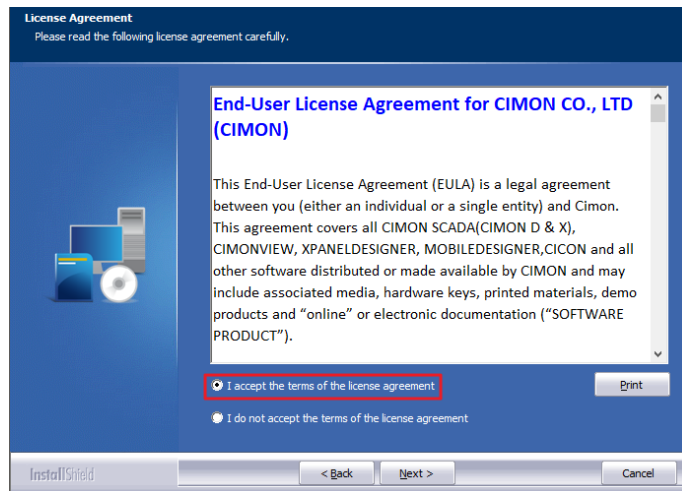 License Agreement
Please read the following license agreement carefully.
End-User License Agreement for CIMON CO., LTD
(CIMON)
This End-User License Agreement (EULA) is a legal agreement
between you (either an individual or a single entity) and Cimon.
This agreement covers all CIMON SCADA(CIMON D & X),
CIMONVIEW, XPANELDESIGNER, MOBILEDESIGNER,CICON and all
other software distributed or made available by CIMON and may
include associated media, hardware keys, printed materials, demo
products and “online” or electronic documentation (“SOFTWARE
PRODUCT”).
I accept the terms of the license agreement
Print
I do not accept the terms of the license agreement
InstallShield
< Back
Next >
Cancel